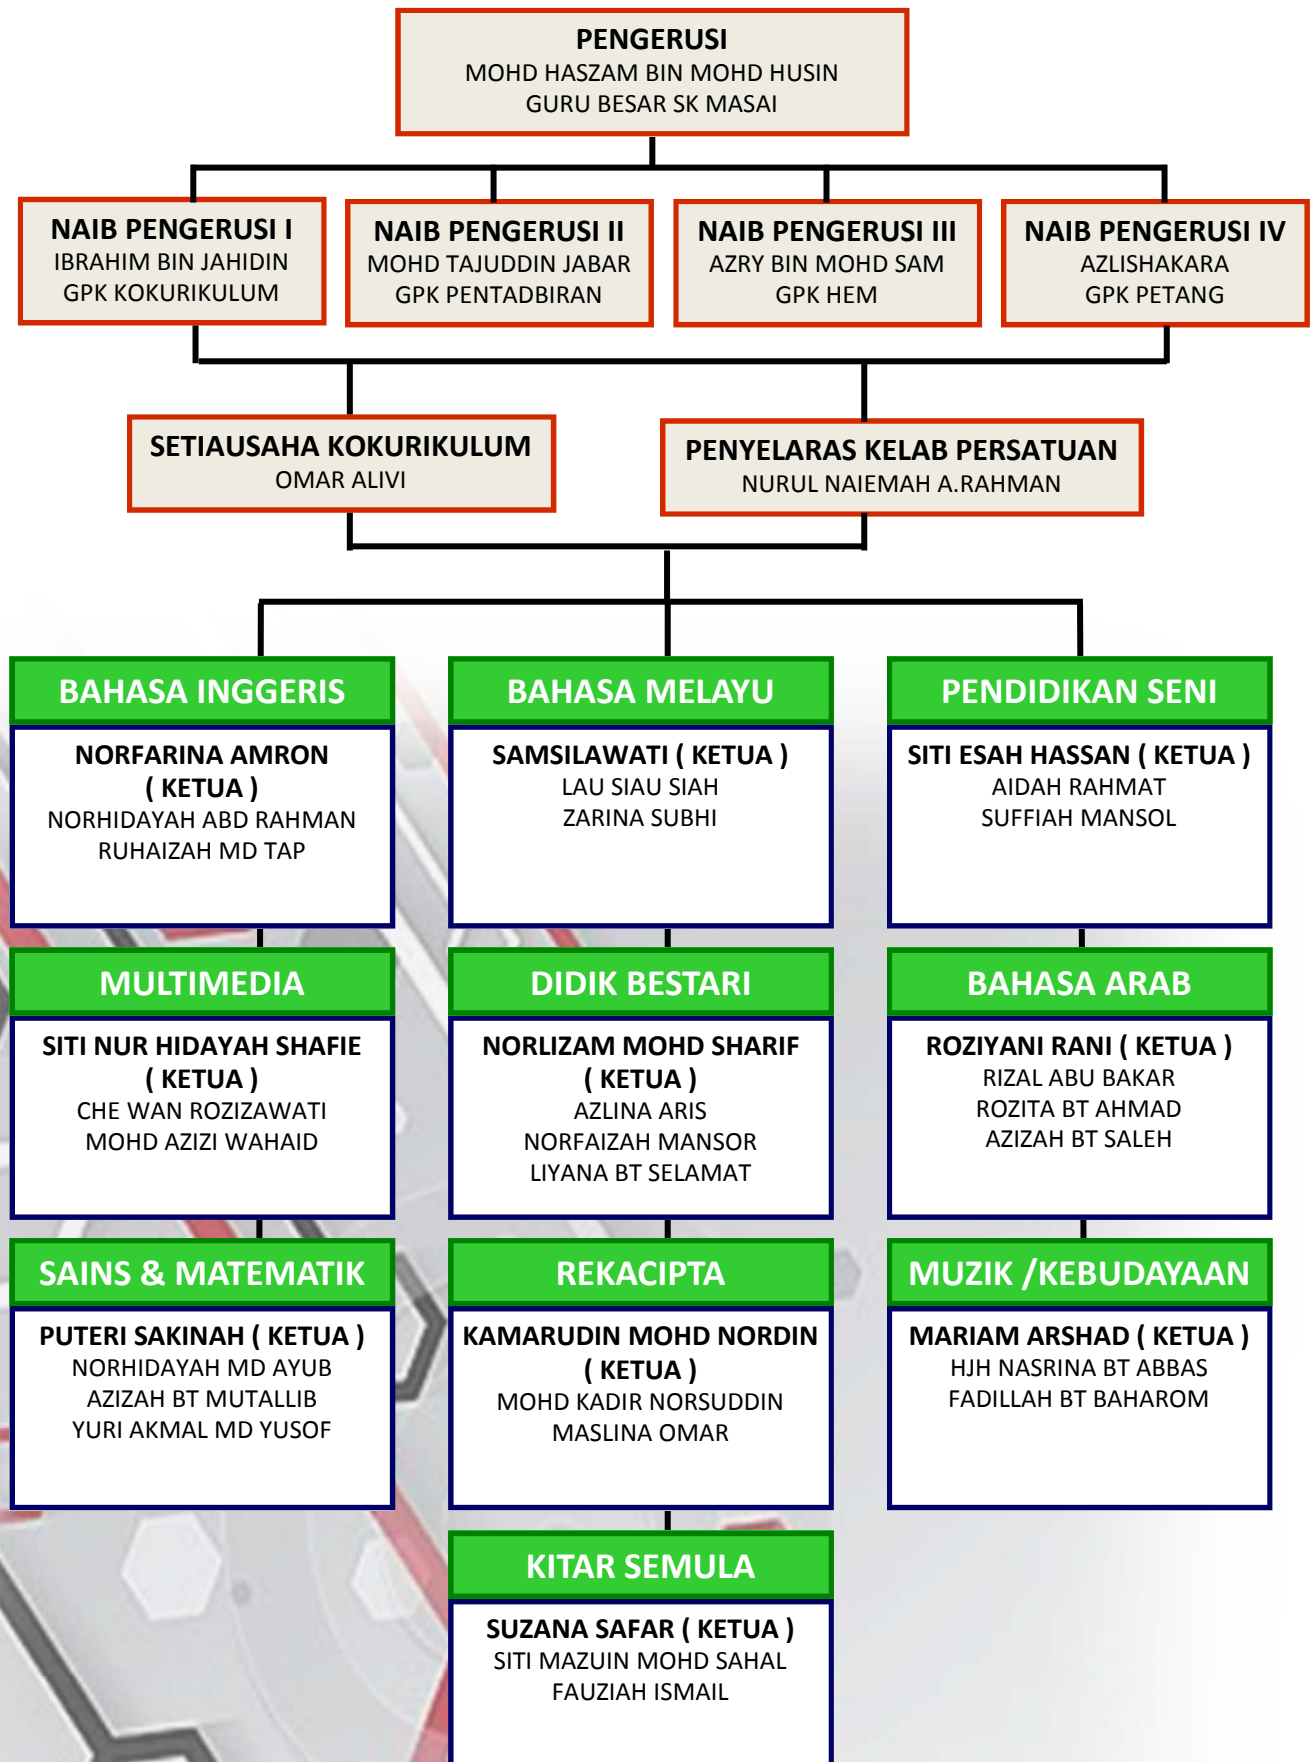 PENGERUSI
MOHD HASZAM BIN MOHD HUSIN
GURU BESAR SK MASAI
NAIB PENGERUSI I
IBRAHIM BIN JAHIDIN
GPK KOKURIKULUM
NAIB PENGERUSI II
MOHD TAJUDDIN JABAR
GPK PENTADBIRAN
NAIB PENGERUSI III
AZRY BIN MOHD SAM
GPK HEM
NAIB PENGERUSI IV
AZLISHAKARA
GPK PETANG
SETIAUSAHA KOKURIKULUM
OMAR ALIVI
PENYELARAS KELAB PERSATUAN
NURUL NAIEMAH A.RAHMAN
BAHASA INGGERIS
NORFARINA AMRON
( KETUA )
NORHIDAYAH ABD RAHMAN
RUHAIZAH MD TAP
BAHASA MELAYU
SAMSILAWATI ( KETUA )
LAU SIAU SIAH
ZARINA SUBHI
PENDIDIKAN SENI
SITI ESAH HASSAN ( KETUA )
AIDAH RAHMAT
SUFFIAH MANSOL
MULTIMEDIA
SITI NUR HIDAYAH SHAFIE
( KETUA )
CHE WAN ROZIZAWATI
MOHD AZIZI WAHAID
DIDIK BESTARI
NORLIZAM MOHD SHARIF
( KETUA )
AZLINA ARIS
NORFAIZAH MANSOR
LIYANA BT SELAMAT
BAHASA ARAB
ROZIYANI RANI ( KETUA )
RIZAL ABU BAKAR
ROZITA BT AHMAD
AZIZAH BT SALEH
SAINS & MATEMATIK
PUTERI SAKINAH ( KETUA )
NORHIDAYAH MD AYUB
AZIZAH BT MUTALLIB
YURI AKMAL MD YUSOF
REKACIPTA
KAMARUDIN MOHD NORDIN
( KETUA )
MOHD KADIR NORSUDDIN
MASLINA OMAR
MUZIK /KEBUDAYAAN
MARIAM ARSHAD ( KETUA )
HJH NASRINA BT ABBAS
FADILLAH BT BAHAROM
KITAR SEMULA
SUZANA SAFAR ( KETUA )
SITI MAZUIN MOHD SAHAL
FAUZIAH ISMAIL